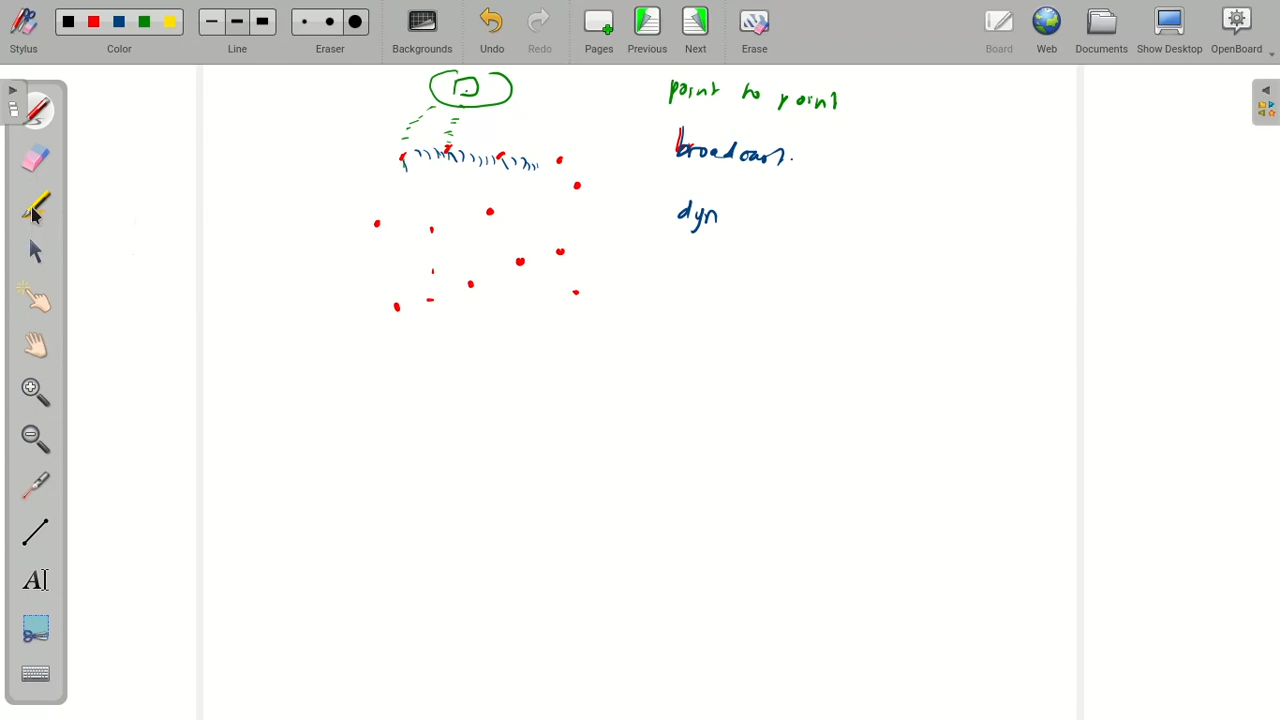 Stylus
Color
Line
Eraser
Backgrounds
Undo
Redo
Pages
Previous
Next
Erase
Board
Web
Documents
Show Desktop
OpenBoard
point to point
broadcast.
dyn
AI